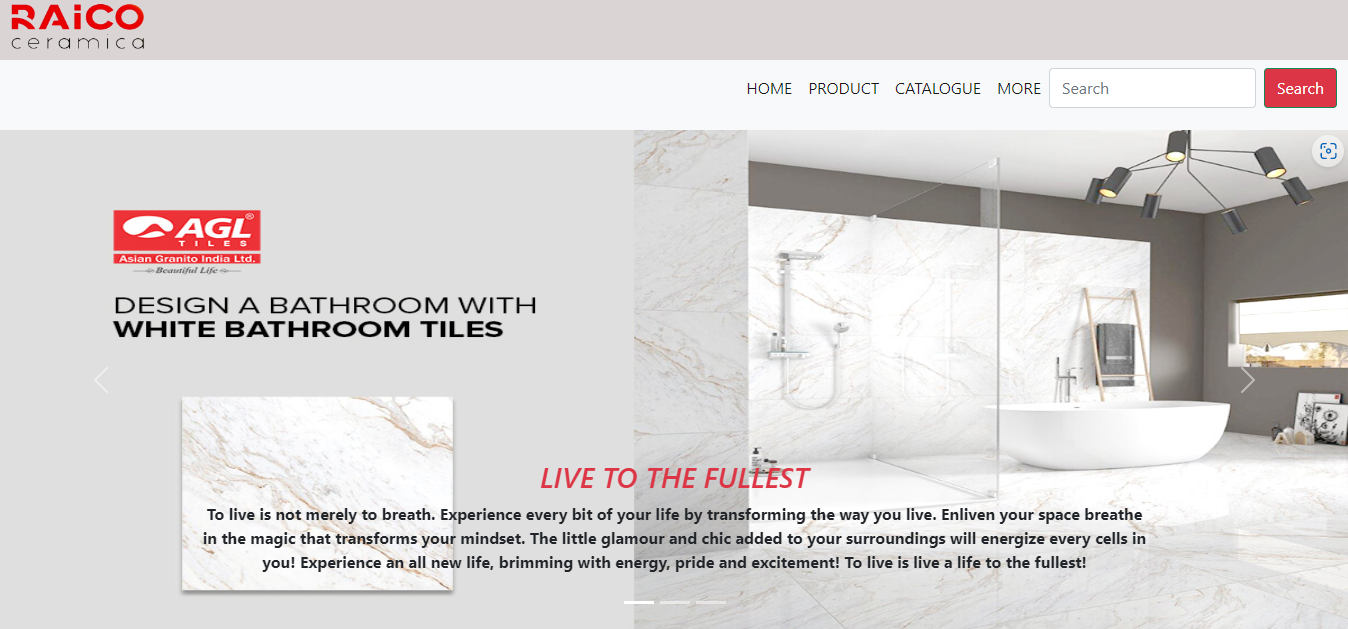 RAiCO
ceramica
HOME PRODUCT CATALOGUE MORE Search Search
AGL®
TILES
Asian Granito India Ltd.
Beautiful Life
DESIGN A BATHROOM WITH
WHITE BATHROOM TILES
LIVE TO THE FULLEST
To live is not merely to breath. Experience every bit of your life by transforming the way you live. Enliven your space breathe
in the magic that transforms your mindset. The little glamour and chic added to your surroundings will energize every cells in
you! Experience an all new life, brimming with energy, pride and excitement! To live is live a life to the fullest!